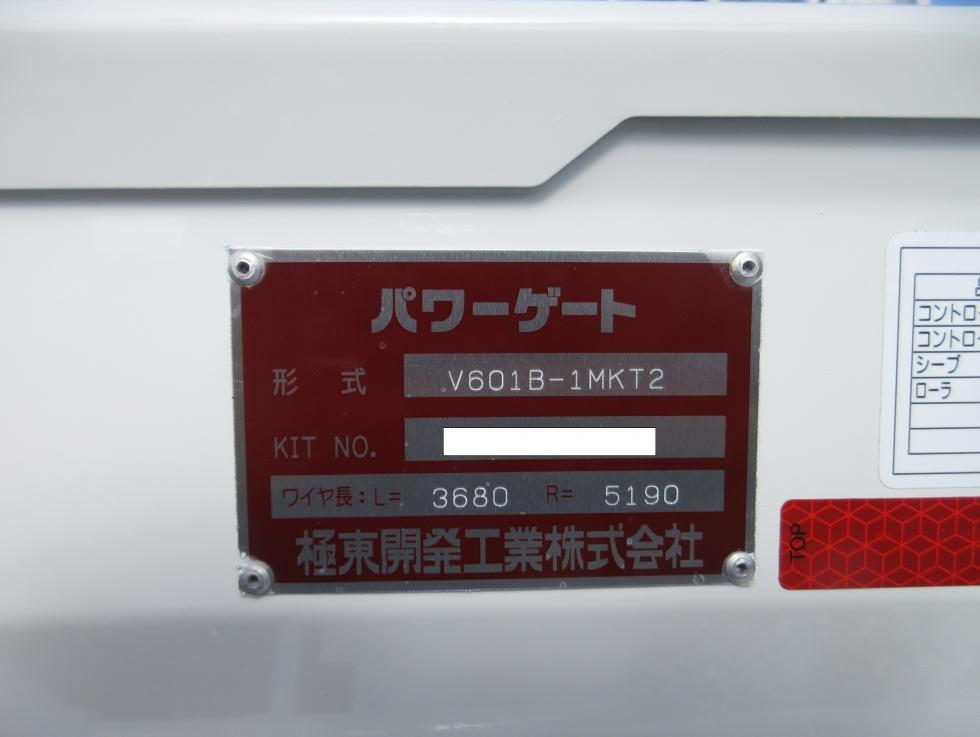 パワーゲート
形 式 V601B-1MKT2
KIT NO.
ワイヤ長:L= 3680 R= 5190
極東開発工業株式会社
コントロー
コントロー
シーブ
ローラ
TOP